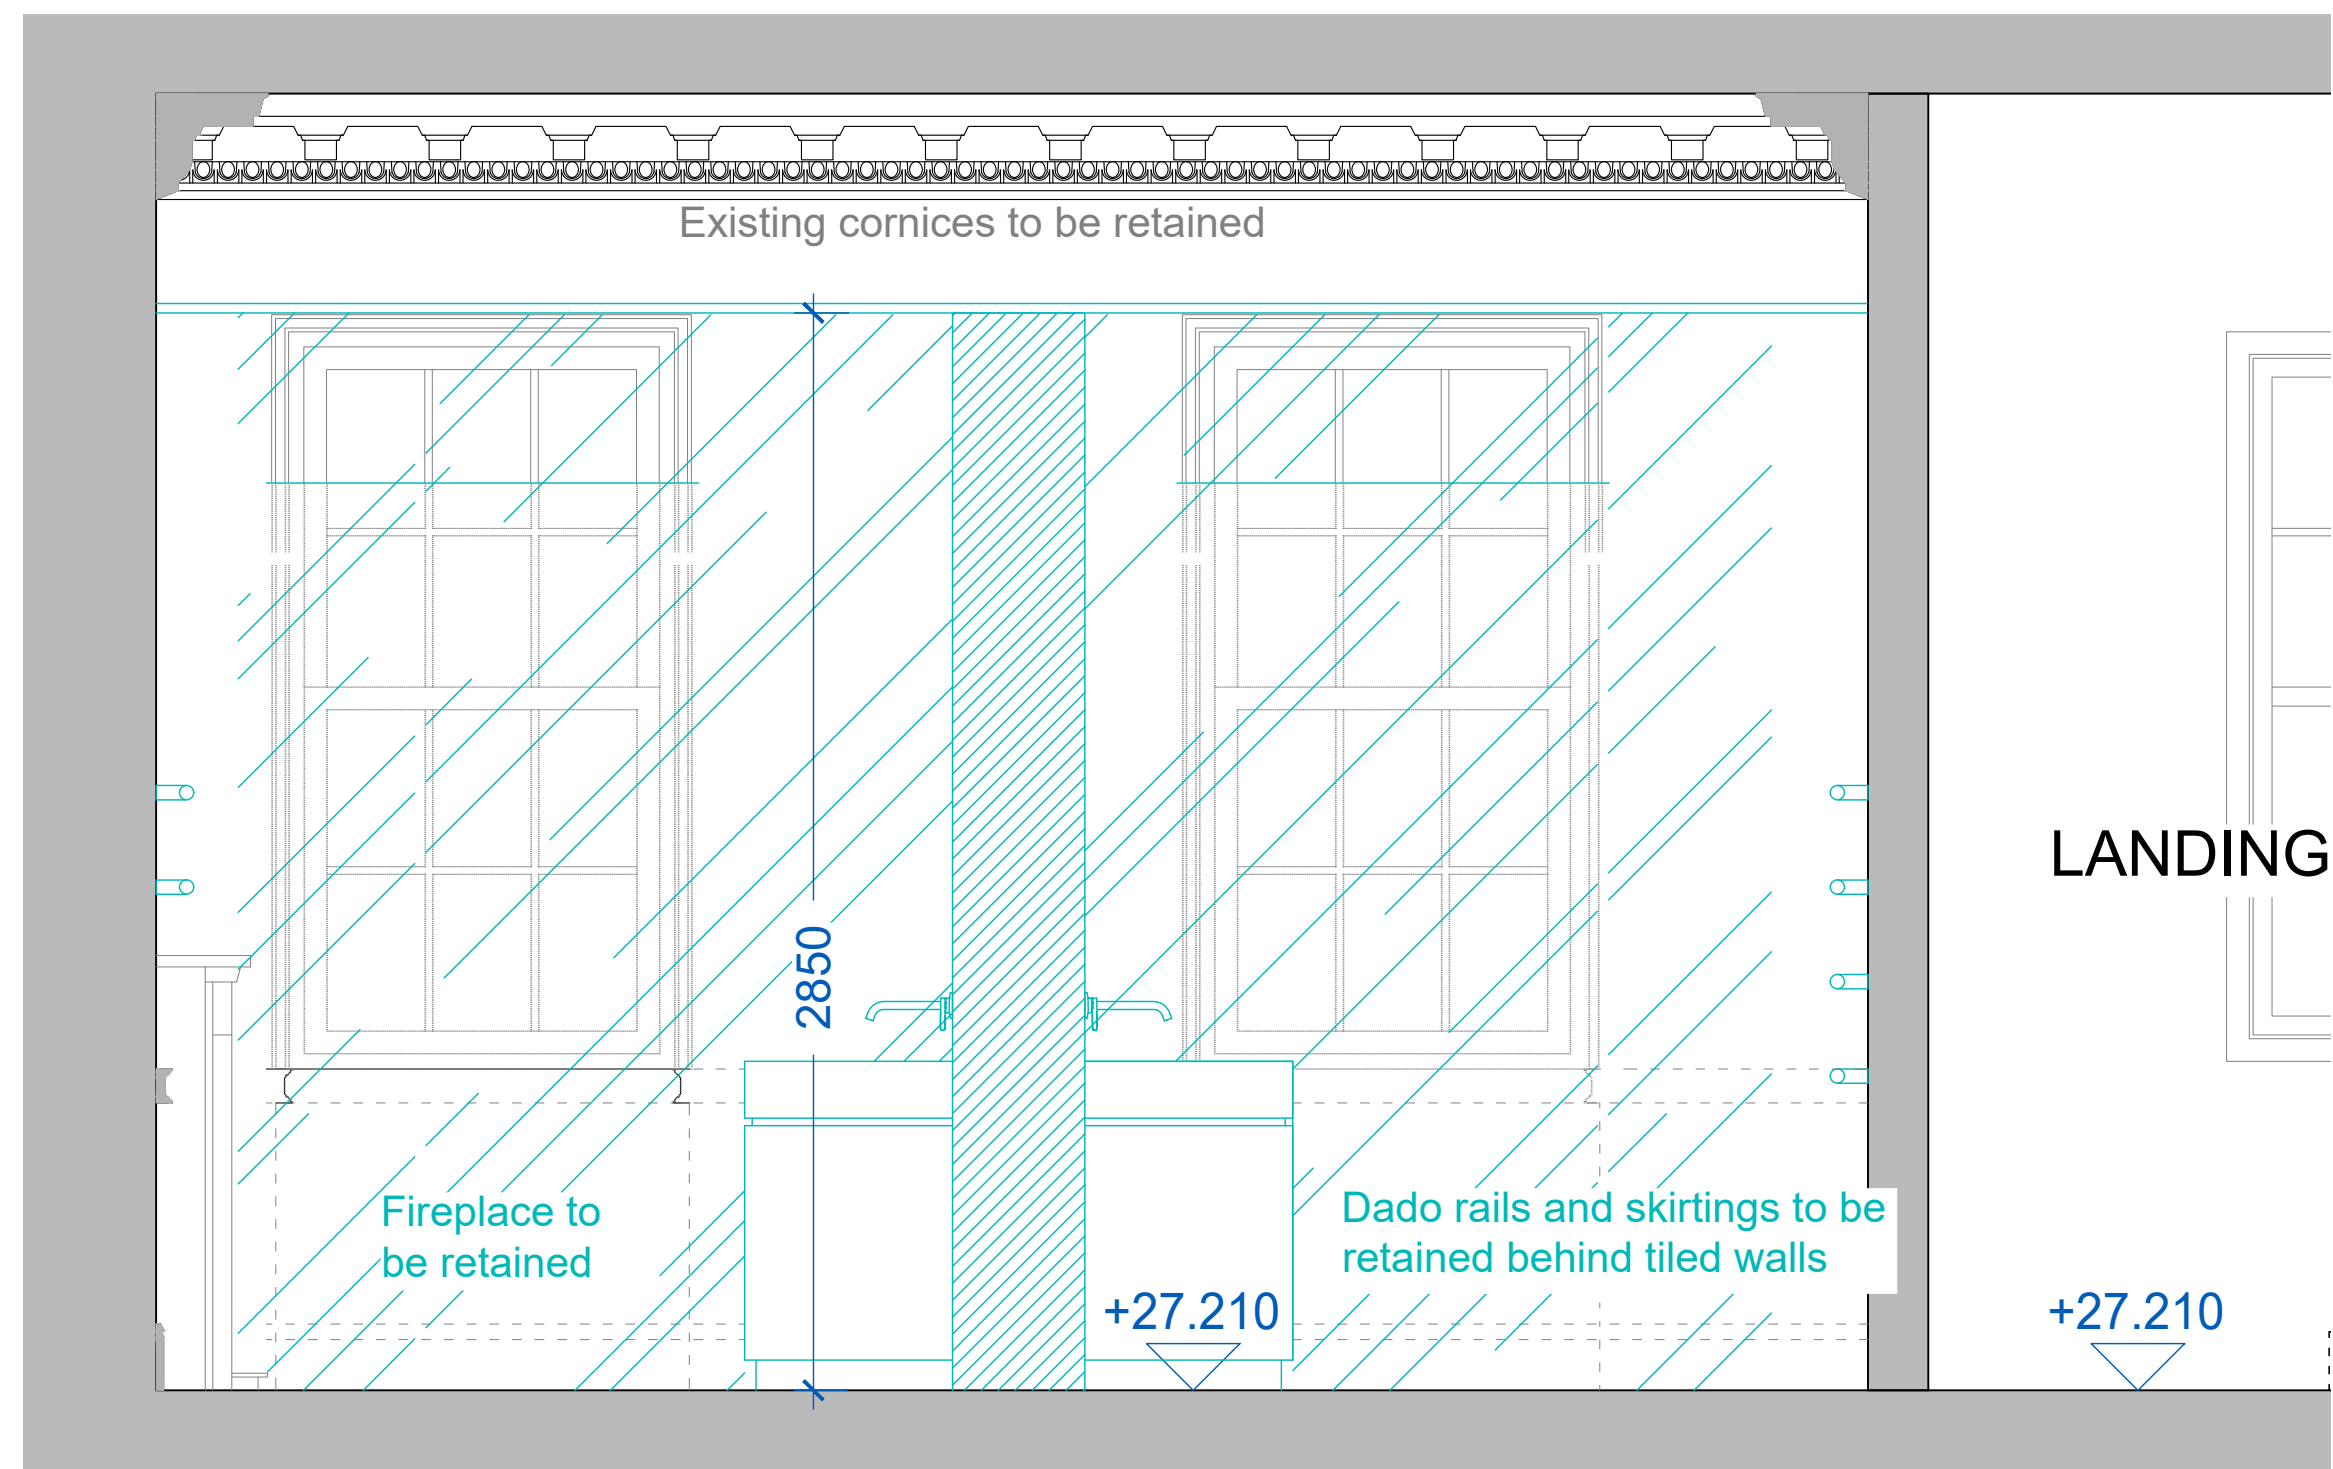 Existing cornices to be retained
2850
LANDING
Fireplace to
be retained
Dado rails and skirtings to be
retained behind tiled walls
+27.210
+27.210